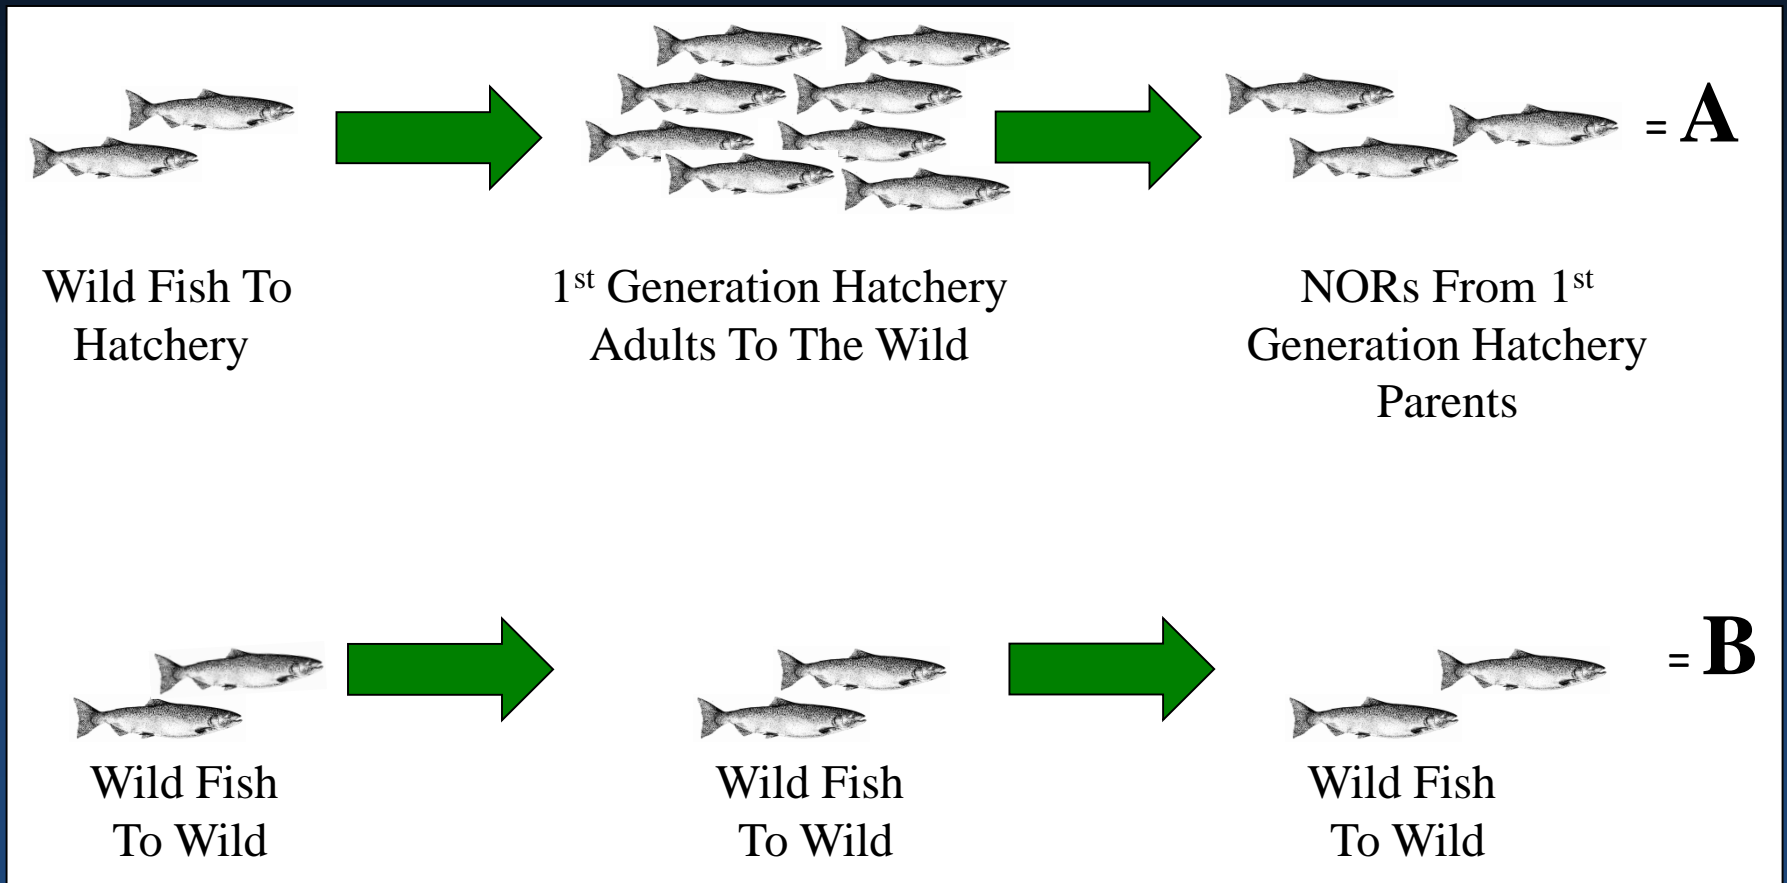 = A
Wild Fish To
Hatchery
1st Generation Hatchery
Adults To The Wild
NORs From 1st
Generation Hatchery
Parents
= B
Wild Fish
To Wild
Wild Fish
To Wild
Wild Fish
To Wild